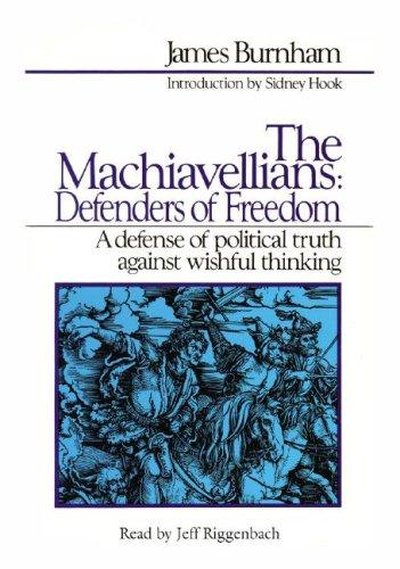 James Burnham
Introduction by Sidney Hook
The
Machiavellians:
Defenders of Freedom
A defense of political truth
against wishful thinking
Read by Jeff Riggenbach